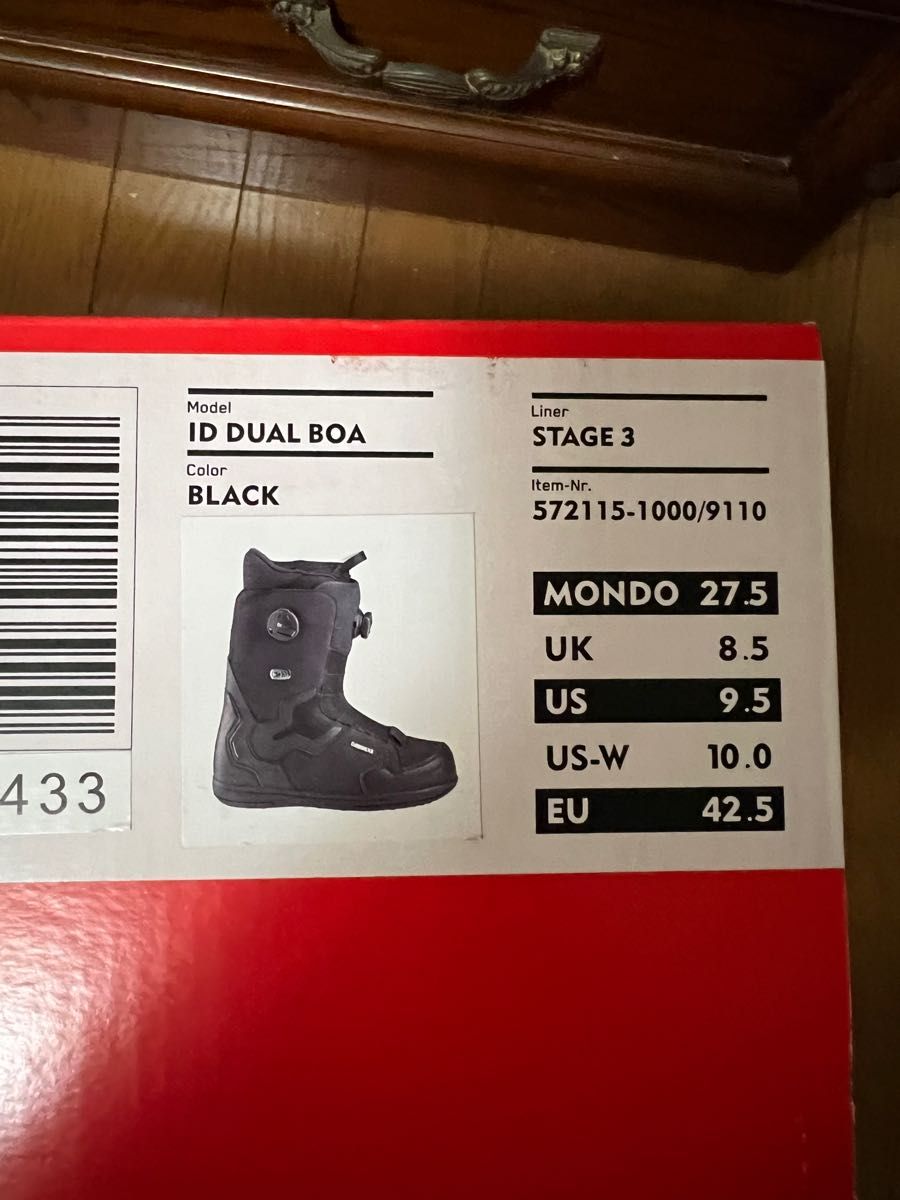 Model
ID DUAL BOA
Color
BLACK
433
Liner
STAGE 3
Item-Nr.
572115-1000/9110
MONDO 27.5
UK 8.5
US 9.5
US-W 10.0
EU 42.5